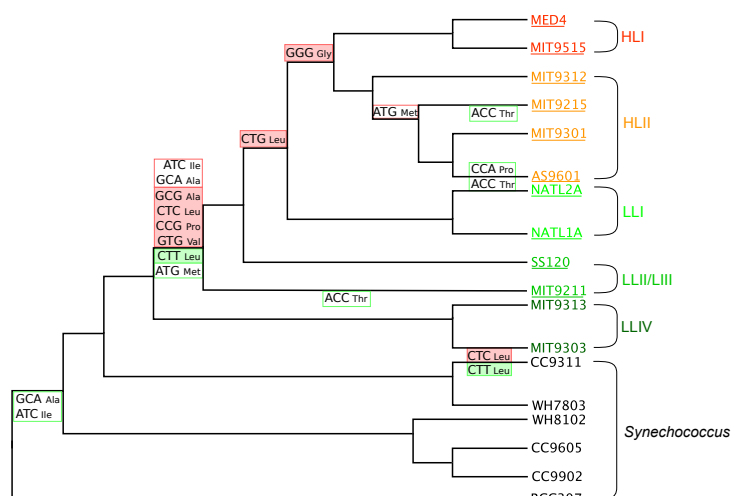 MED4
HLI
MIT9515
GGG Gly
MIT9312
MIT9215
ATG Met
ACC Thr
HLII
MIT9301
CTG Leu
CCA Pro
AS9601
ACC Thr
NATL2A
ATC Ile
GCA Ala
GCG Ala
CTC Leu
CCG Pro
GTG Val
CTT Leu
ATG Met
LLI
NATL1A
SS120
LLII/LIII
MIT9211
ACC Thr
MIT9313
LLIV
MIT9303
CTC Leu
CTT Leu
CC9311
GCA Ala
ATC Ile
WH7803
WH8102
Synechococcus
CC9605
CC9902